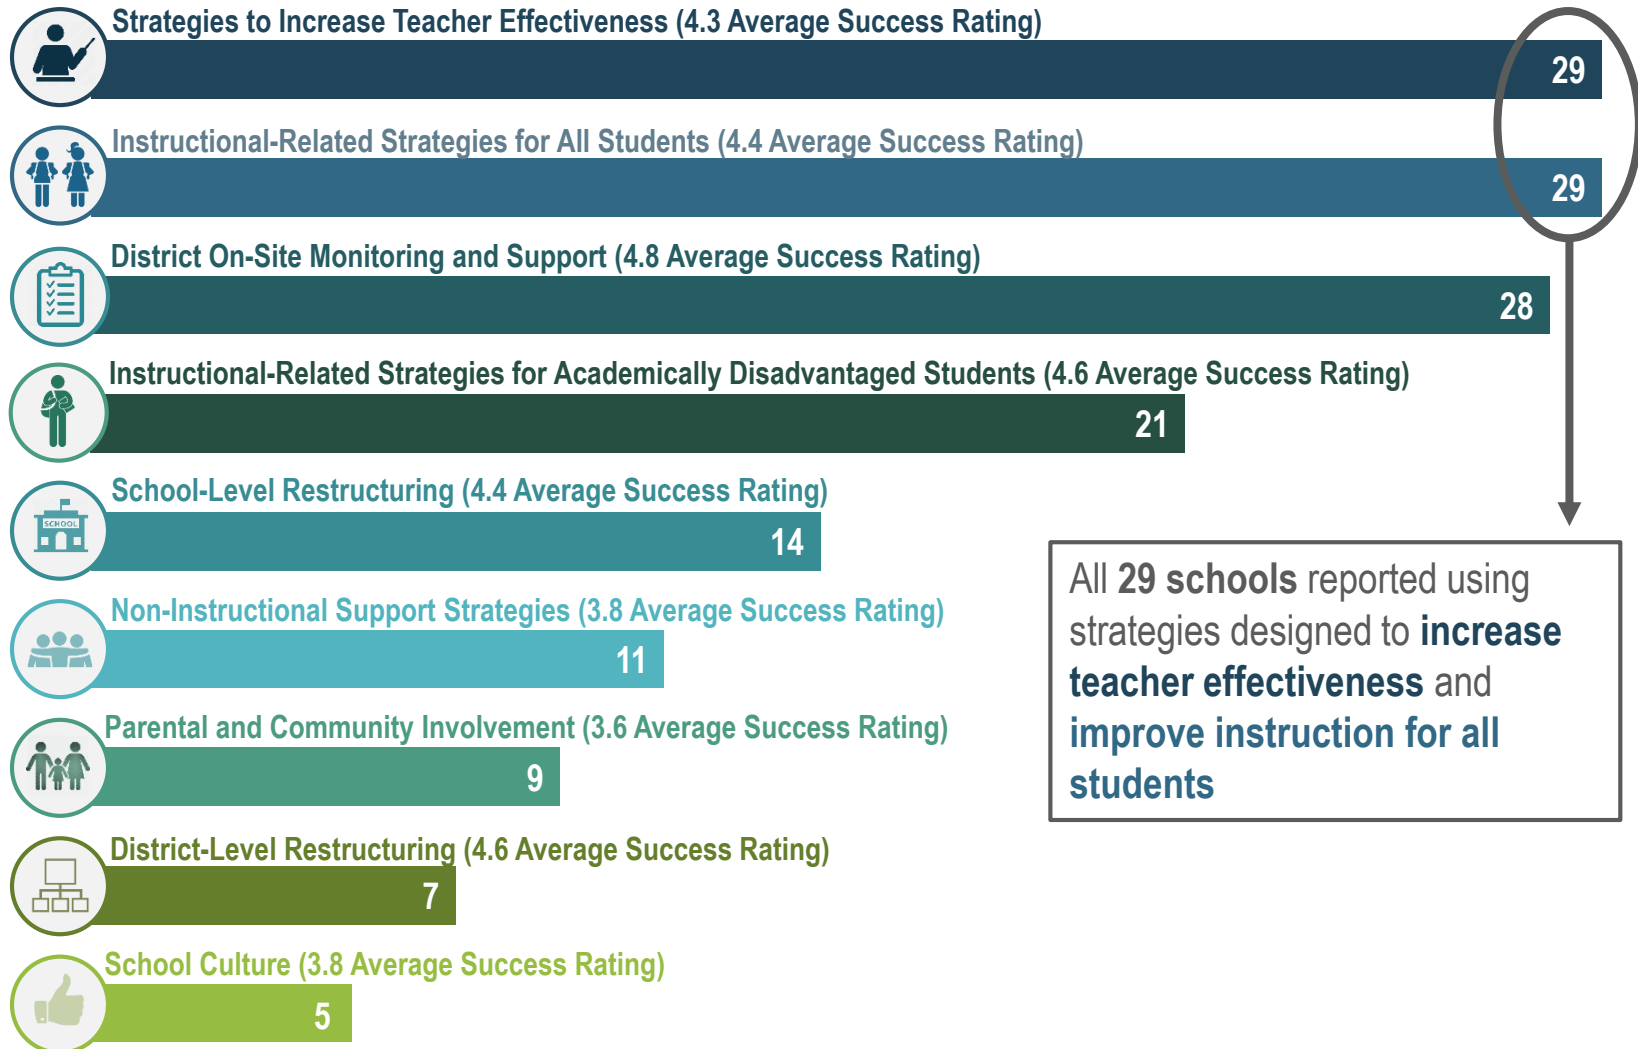 Strategies to Increase Teacher Effectiveness (4.3 Average Success Rating)
29
Instructional-Related Strategies for All Students (4.4 Average Success Rating)
29
District On-Site Monitoring and Support (4.8 Average Success Rating)
28
Instructional-Related Strategies for Academically Disadvantaged Students (4.6 Average Success Rating)
21
School-Level Restructuring (4.4 Average Success Rating)
SCHOOL
14
Non-Instructional Support Strategies (3.8 Average Success Rating)
11
Parental and Community Involvement (3.6 Average Success Rating)
9
District-Level Restructuring (4.6 Average Success Rating)
7
School Culture (3.8 Average Success Rating)
5
All 29 schools reported using
strategies designed to increase
teacher effectiveness and
improve instruction for all
students